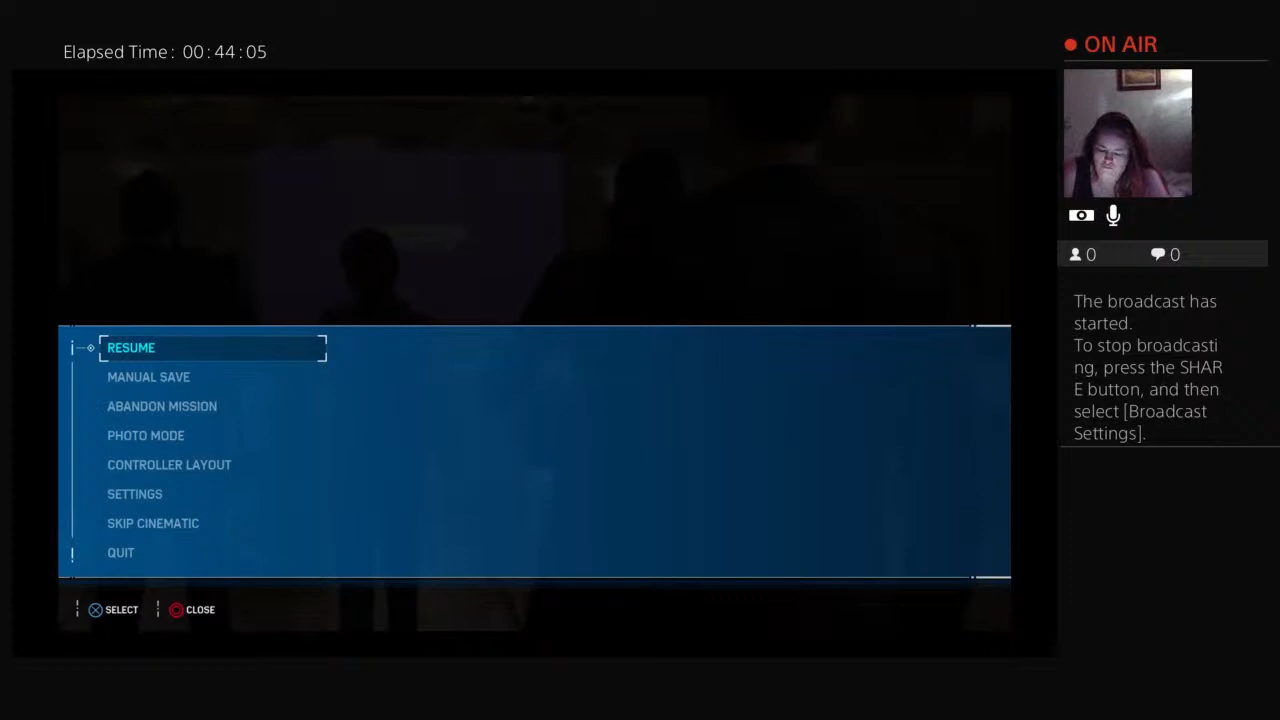 Elapsed Time: 00:44:05
ON AIR
0
0
The broadcast has
started.
To stop broadcasti
ng, press the SHAR
E button, and then
select [Broadcast
Settings].
RESUME
MANUAL SAVE
ABANDON MISSION
PHOTO MODE
CONTROLLER LAYOUT
SETTINGS
SKIP CINEMATIC
QUIT
SELECT
CLOSE